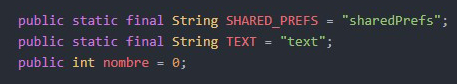 public static final String SHARED_PREFS = "sharedPrefs";
public static final String TEXT = "text";
public int nombre = 0;